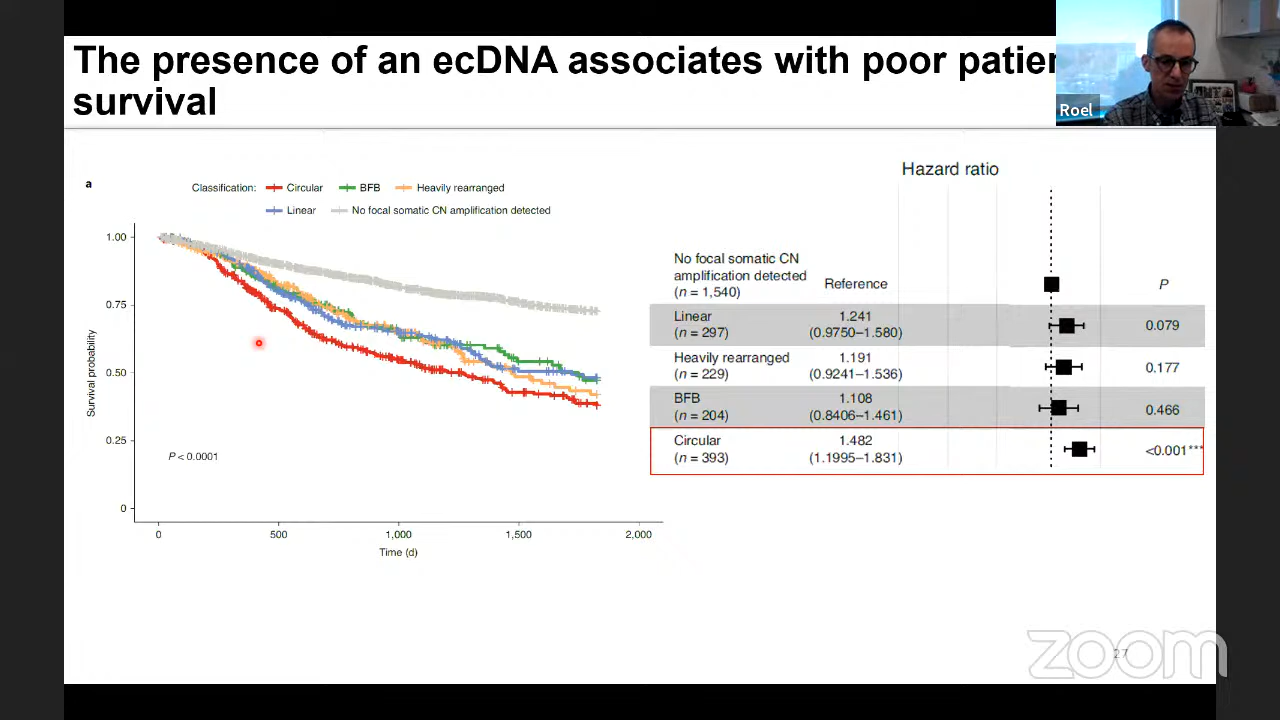 The presence of an ecDNA associates with poor patien
survival
Roel
a
Classification:
Circular
BFB
Heavily rearranged
Linear
No focal somatic CN amplification detected
1.00
0.75
0.50
0.25
0
Survival probability
P < 0.0001
0
500
1,000
1,500
2,000
Time (d)
Hazard ratio
No focal somatic CN
amplification detected
(n = 1,540)
Reference
P
Linear
(n = 297)
1.241
(0.9750–1.580)
0.079
Heavily rearranged
(n = 229)
1.191
(0.9241–1.536)
0.177
BFB
(n = 204)
1.108
(0.8406–1.461)
0.466
Circular
(n = 393)
1.482
(1.1995–1.831)
<0.001***
zoom
27